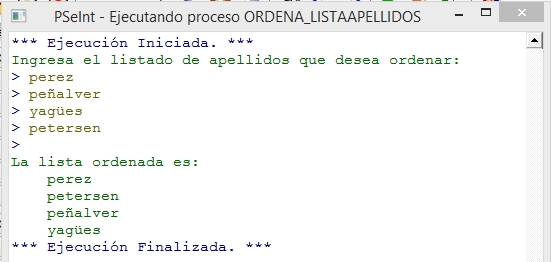 PSeInt - Ejecutando proceso ORDENA_LISTAAPELLIDOS
*** Ejecución Iniciada. ***
Ingresa el listado de apellidos que desea ordenar:
> perez
> peñalver
> yagües
> petersen
>
La lista ordenada es:
perez
petersen
peñalver
yagües
*** Ejecución Finalizada. ***